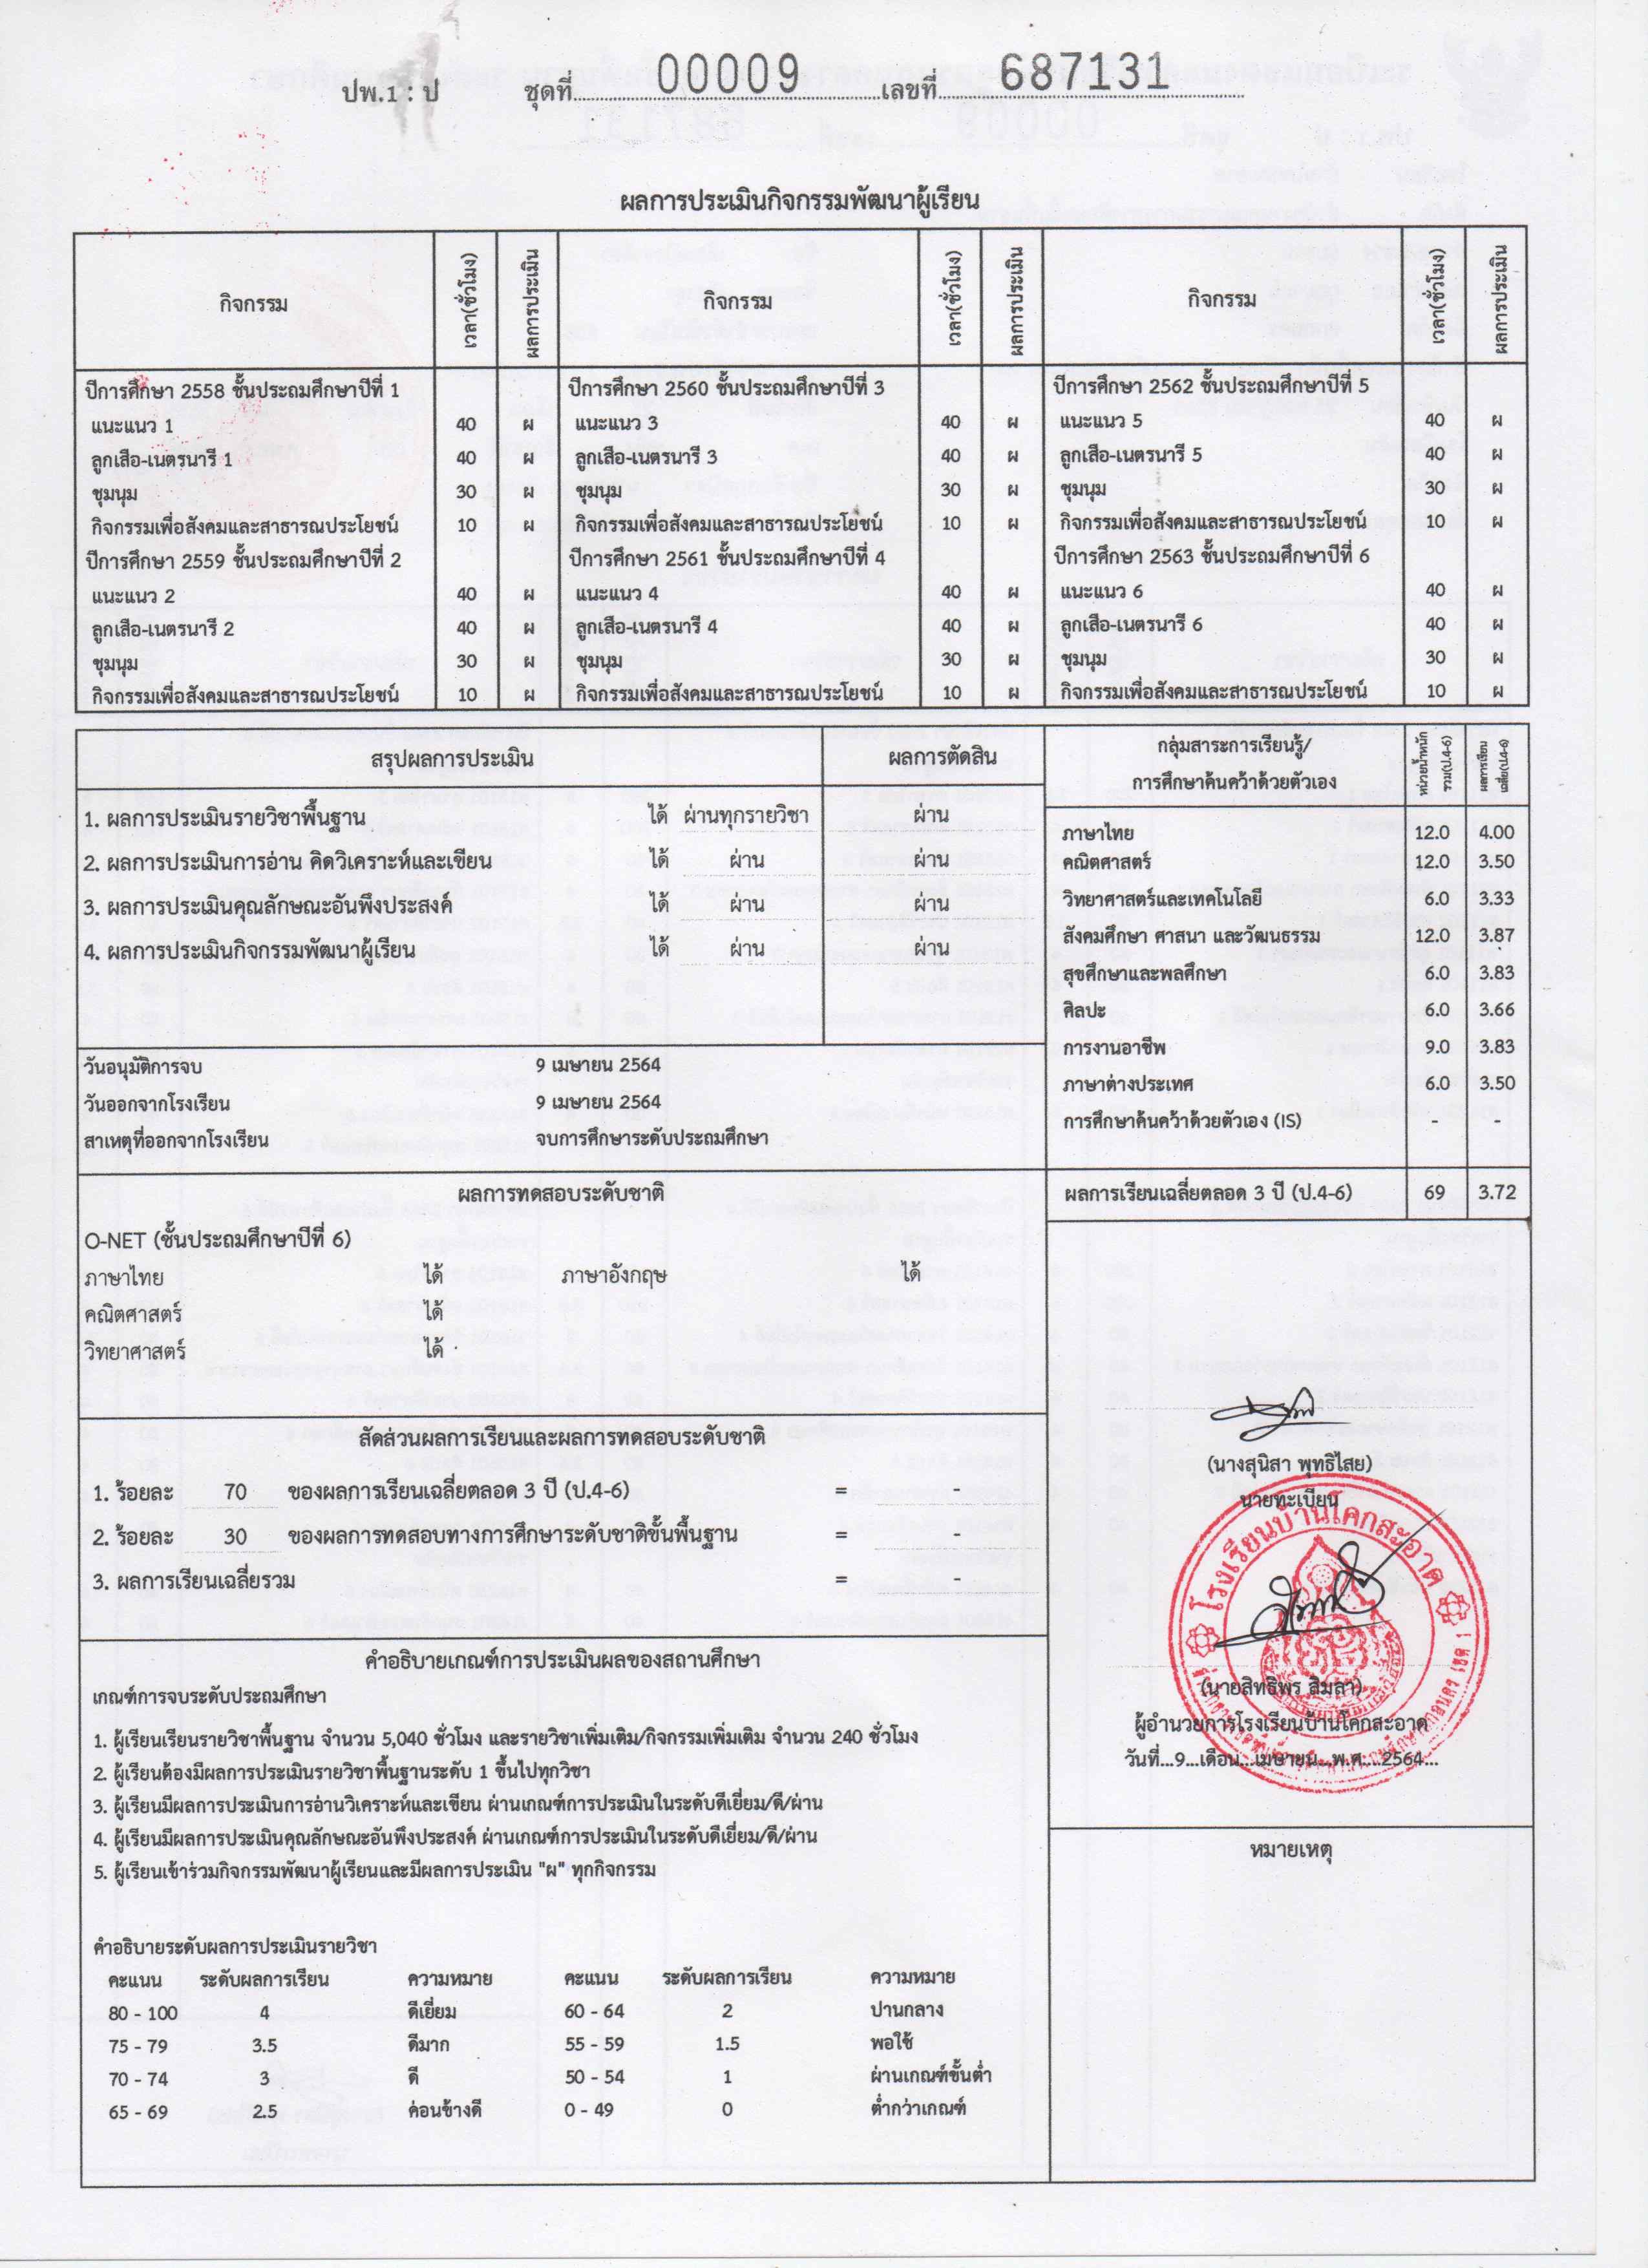 ปพ.1 : ป ชุดที่ 00009 เลขที่ 687131
ผลการประเมินกิจกรรมพัฒนาผู้เรียน
กิจกรรม เวลา(ชั่วโมง) ผลการประเมิน กิจกรรม เวลา(ชั่วโมง) ผลการประเมิน กิจกรรม เวลา(ชั่วโมง) ผลการประเมิน
ปีการศึกษา 2558 ชั้นประถมศึกษาปีที่ 1 ปีการศึกษา 2560 ชั้นประถมศึกษาปีที่ 3 ปีการศึกษา 2562 ชั้นประถมศึกษาปีที่ 5
แนะแนว 1 40 ผ แนะแนว 3 40 ผ แนะแนว 5 40 ผ
ลูกเสือ-เนตรนารี 1 40 ผ ลูกเสือ-เนตรนารี 3 40 ผ ลูกเสือ-เนตรนารี 5 40 ผ
ชุมนุม 30 ผ ชุมนุม 30 ผ ชุมนุม 30 ผ
กิจกรรมเพื่อสังคมและสาธารณประโยชน์ 10 ผ กิจกรรมเพื่อสังคมและสาธารณประโยชน์ 10 ผ กิจกรรมเพื่อสังคมและสาธารณประโยชน์ 10 ผ
ปีการศึกษา 2559 ชั้นประถมศึกษาปีที่ 2 ปีการศึกษา 2561 ชั้นประถมศึกษาปีที่ 4 ปีการศึกษา 2563 ชั้นประถมศึกษาปีที่ 6
แนะแนว 2 40 ผ แนะแนว 4 40 ผ แนะแนว 6 40 ผ
ลูกเสือ-เนตรนารี 2 40 ผ ลูกเสือ-เนตรนารี 4 40 ผ ลูกเสือ-เนตรนารี 6 40 ผ
ชุมนุม 30 ผ ชุมนุม 30 ผ ชุมนุม 30 ผ
กิจกรรมเพื่อสังคมและสาธารณประโยชน์ 10 ผ กิจกรรมเพื่อสังคมและสาธารณประโยชน์ 10 ผ กิจกรรมเพื่อสังคมและสาธารณประโยชน์ 10 ผ
สรุปผลการประเมิน ผลการตัดสิน
1. ผลการประเมินรายวิชาพื้นฐาน ได้ ผ่านทุกรายวิชา ผ่าน
2. ผลการประเมินการอ่าน คิดวิเคราะห์และเขียน ได้ ผ่าน ผ่าน
3. ผลการประเมินคุณลักษณะอันพึงประสงค์ ได้ ผ่าน ผ่าน
4. ผลการประเมินกิจกรรมพัฒนาผู้เรียน ได้ ผ่าน ผ่าน
วันอนุมัติการจบ 9 เมษายน 2564
วันออกจากโรงเรียน 9 เมษายน 2564
สาเหตุที่ออกจากโรงเรียน จบการศึกษาระดับประถมศึกษา
กลุ่มสาระการเรียนรู้/
การศึกษาค้นคว้าด้วยตัวเอง
หน่วยน้ำหนัก
รวม(ป.4-6)
ผลการเรียน
เฉลี่ย(ป.4-6)
ภาษาไทย 12.0 4.00
คณิตศาสตร์ 12.0 3.50
วิทยาศาสตร์และเทคโนโลยี 6.0 3.33
สังคมศึกษา ศาสนา และวัฒนธรรม 12.0 3.87
สุขศึกษาและพลศึกษา 6.0 3.83
ศิลปะ 6.0 3.66
การงานอาชีพ 9.0 3.83
ภาษาต่างประเทศ 6.0 3.50
การศึกษาค้นคว้าด้วยตัวเอง (IS) - -
ผลการเรียนเฉลี่ยตลอด 3 ปี (ป.4-6) 69 3.72
ผลการทดสอบระดับชาติ
O-NET (ชั้นประถมศึกษาปีที่ 6)
ภาษาไทย ได้ ภาษาอังกฤษ ได้
คณิตศาสตร์ ได้
วิทยาศาสตร์ ได้
สัดส่วนผลการเรียนและผลการทดสอบระดับชาติ
1. ร้อยละ 70 ของผลการเรียนเฉลี่ยตลอด 3 ปี (ป.4-6) = -
2. ร้อยละ 30 ของผลการทดสอบทางการศึกษาระดับชาติขั้นพื้นฐาน = -
3. ผลการเรียนเฉลี่ยรวม = -
(นางสุนิสา พุทธิไสย)
นายทะเบียน
โรงเรียนบ้านโคกสะอาด
(นายสิทธิพร สิมลา)
ผู้อำนวยการโรงเรียนบ้านโคกสะอาด
วันที่...9...เดือน...เมษายน...พ.ศ....2564...
หมายเหตุ
คำอธิบายเกณฑ์การประเมินผลของสถานศึกษา
เกณฑ์การจบระดับประถมศึกษา
1. ผู้เรียนเรียนรายวิชาพื้นฐาน จำนวน 5,040 ชั่วโมง และรายวิชาเพิ่มเติม/กิจกรรมเพิ่มเติม จำนวน 240 ชั่วโมง
2. ผู้เรียนต้องมีผลการประเมินรายวิชาพื้นฐานระดับ 1 ขึ้นไปทุกวิชา
3. ผู้เรียนมีผลการประเมินการอ่านวิเคราะห์และเขียน ผ่านเกณฑ์การประเมินในระดับดีเยี่ยม/ดี/ผ่าน
4. ผู้เรียนมีผลการประเมินคุณลักษณะอันพึงประสงค์ ผ่านเกณฑ์การประเมินในระดับดีเยี่ยม/ดี/ผ่าน
5. ผู้เรียนเข้าร่วมกิจกรรมพัฒนาผู้เรียนและมีผลการประเมิน "ผ" ทุกกิจกรรม
คำอธิบายระดับผลการประเมินรายวิชา
คะแนน ระดับผลการเรียน ความหมาย คะแนน ระดับผลการเรียน ความหมาย
80 - 100 4 ดีเยี่ยม 60 - 64 2 ปานกลาง
75 - 79 3.5 ดีมาก 55 - 59 1.5 พอใช้
70 - 74 3 ดี 50 - 54 1 ผ่านเกณฑ์ขั้นต่ำ
65 - 69 2.5 ค่อนข้างดี 0 - 49 0 ต่ำกว่าเกณฑ์